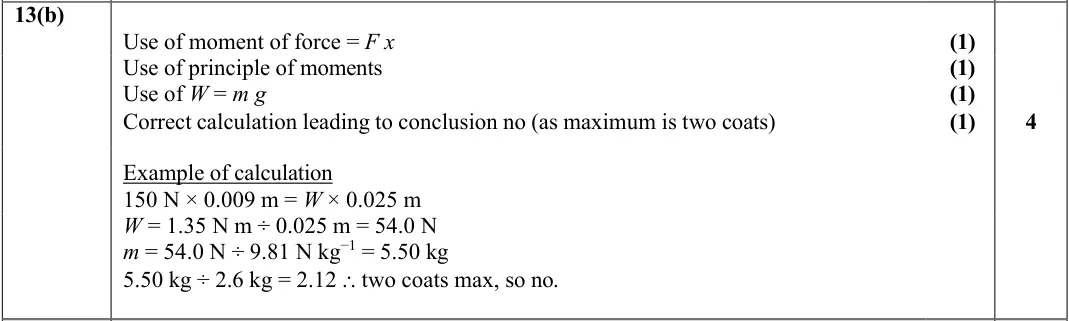 13(b)
Use of moment of force = F x (1)
Use of principle of moments (1)
Use of W = m g (1)
Correct calculation leading to conclusion no (as maximum is two coats) (1) 4
Example of calculation
150 N × 0.009 m = W × 0.025 m
W = 1.35 N m ÷ 0.025 m = 54.0 N
m = 54.0 N ÷ 9.81 N kg⁻¹ = 5.50 kg
5.50 kg ÷ 2.6 kg = 2.12 ∴ two coats max, so no.